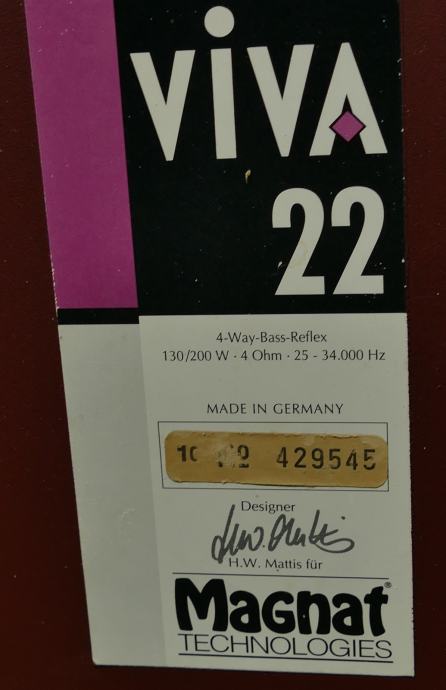 ViVA
22
4-Way-Bass-Reflex
130/200 W · 4 Ohm · 25 - 34.000 Hz
MADE IN GERMANY
429545
Designer
H.W. Mattis
H.W. Mattis für
Magnat®
TECHNOLOGIES